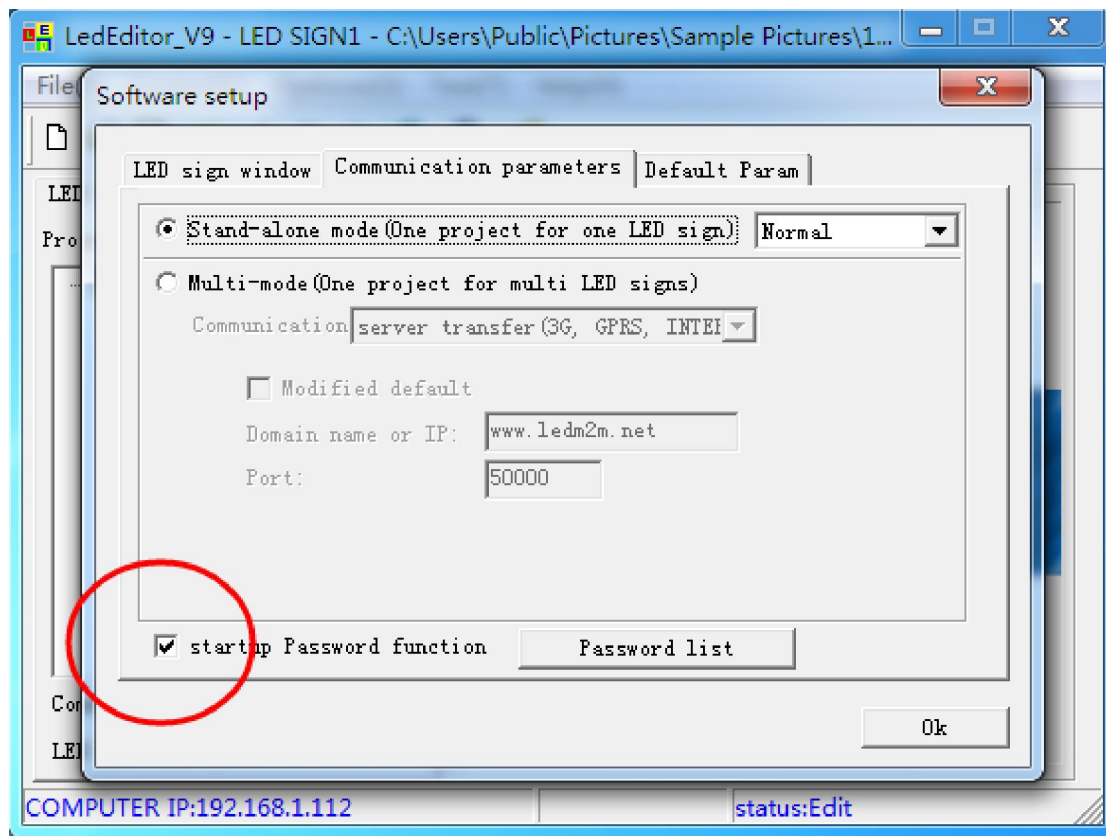 LedEditor_V9 - LED SIGN1 - C:\Users\Public\Pictures\Sample Pictures\1...
File(
Software setup
LED sign window Communication parameters Default Param
LED
Pro
Stand-alone mode(One project for one LED sign) Normal
Multi-mode(One project for multi LED signs)
Communication server transfer(3G, GPRS, INTE
Modified default
Domain name or IP: www.ledm2m.net
Port: 50000
startup Password function Password list
Con
Ok
LED
COMPUTER IP:192.168.1.112 status:Edit